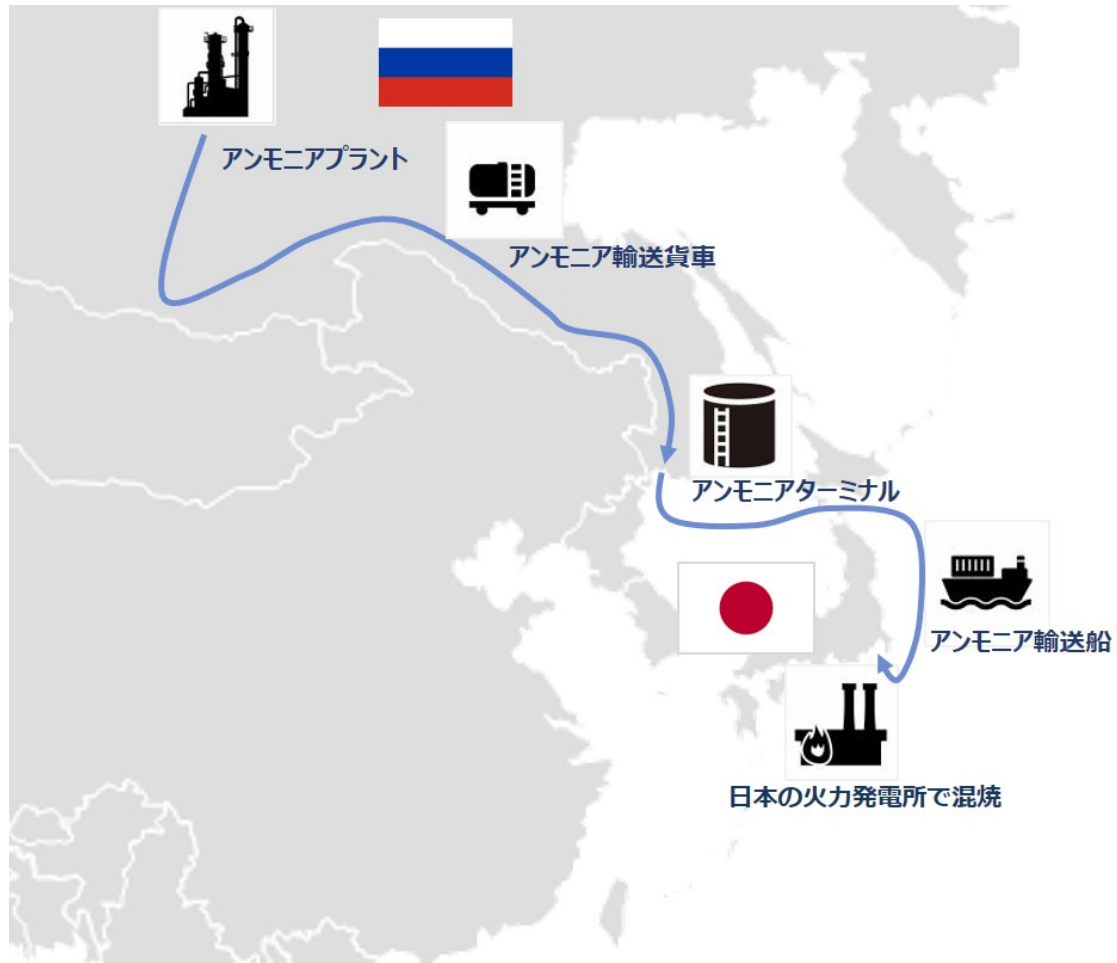 アンモニアプラント
アンモニア輸送貨車
アンモニアターミナル
アンモニア輸送船
日本の火力発電所で混焼